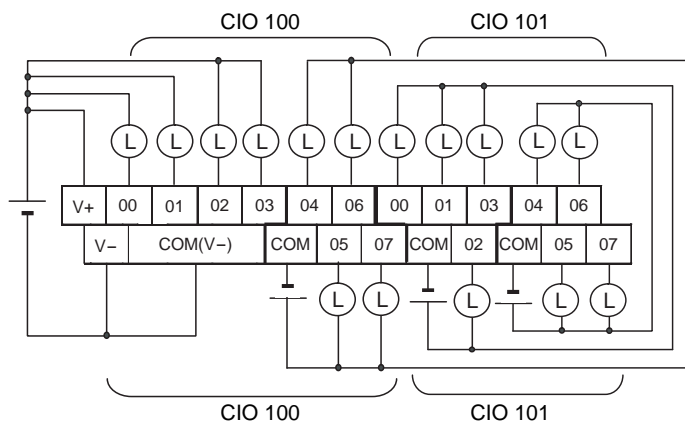 CIO 100 CIO 101
L L L L L L L L L L L
V+ 00 01 02 03 04 06 00 01 03 04 06
V− COM(V−) COM 05 07 COM 02 COM 05 07
L L L L L
CIO 100 CIO 101